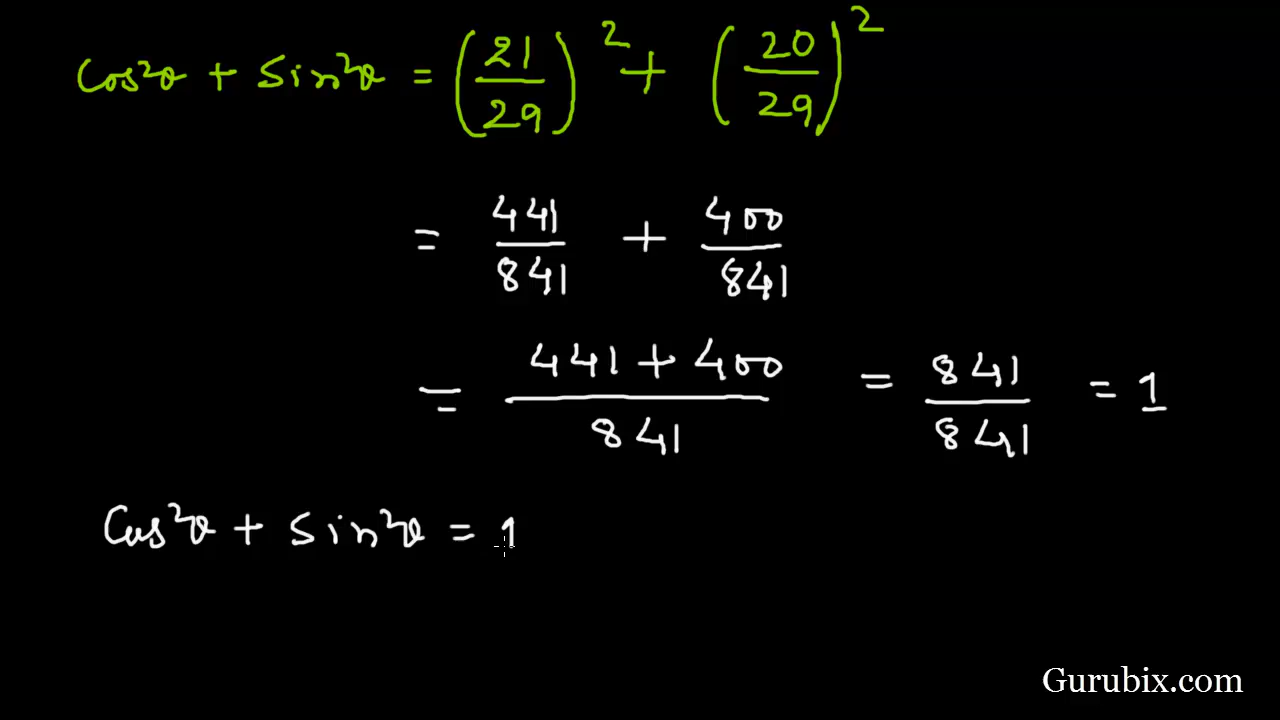 cos²θ + sin²θ = (21/29)² + (20/29)²
= 441/841 + 400/841
= 441 + 400/841 = 841/841 = 1
Cos²θ + sin²θ = 1
Gurubix.com